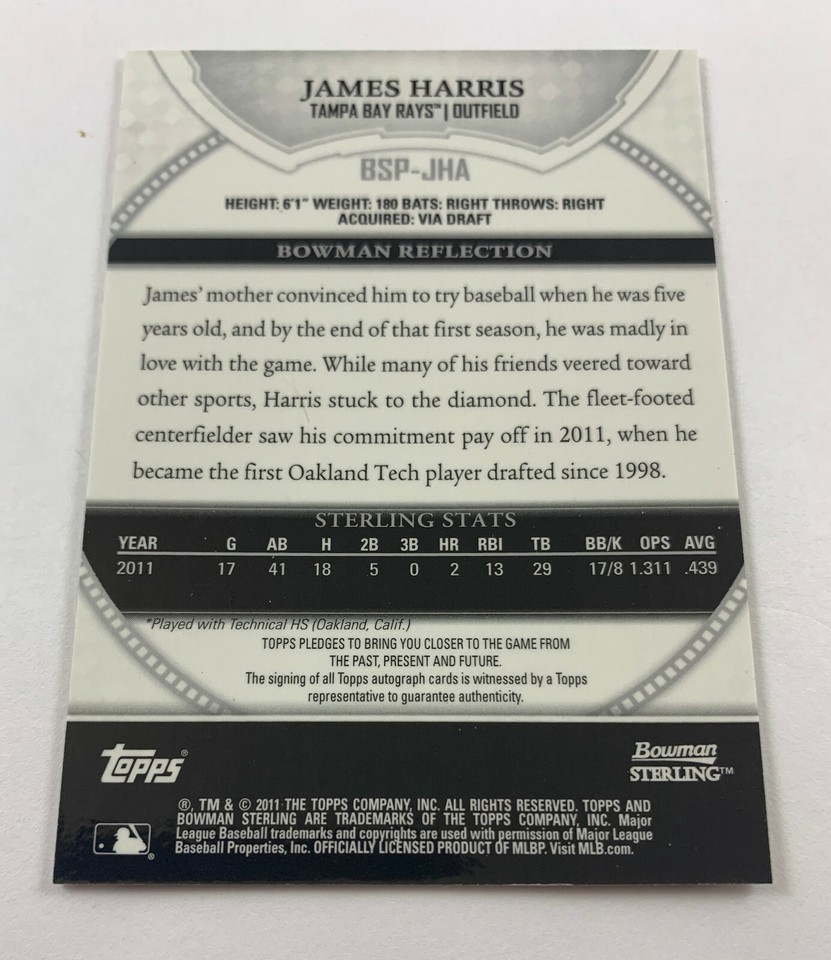 JAMES HARRIS
TAMPA BAY RAYS™ | OUTFIELD
BSP-JHA
HEIGHT: 6'1" WEIGHT: 180 BATS: RIGHT THROWS: RIGHT
ACQUIRED: VIA DRAFT
BOWMAN REFLECTION
James' mother convinced him to try baseball when he was five
years old, and by the end of that first season, he was madly in
love with the game. While many of his friends veered toward
other sports, Harris stuck to the diamond. The fleet-footed
centerfielder saw his commitment pay off in 2011, when he
became the first Oakland Tech player drafted since 1998.
STERLING STATS
YEAR G AB H 2B 3B HR RBI TB BB/K OPS AVG
2011 17 41 18 5 0 2 13 29 17/8 1.311 .439
*Played with Technical HS (Oakland, Calif.)
TOPPS PLEDGES TO BRING YOU CLOSER TO THE GAME FROM
THE PAST, PRESENT AND FUTURE.
The signing of all Topps autograph cards is witnessed by a Topps
representative to guarantee authenticity.
Topps®
Bowman
STERLING™
®, TM & © 2011 THE TOPPS COMPANY, INC. ALL RIGHTS RESERVED. TOPPS AND
BOWMAN STERLING ARE TRADEMARKS OF THE TOPPS COMPANY, INC. Major
League Baseball trademarks and copyrights are used with permission of Major League
Baseball Properties, Inc. OFFICIALLY LICENSED PRODUCT OF MLBP. Visit MLB.com.